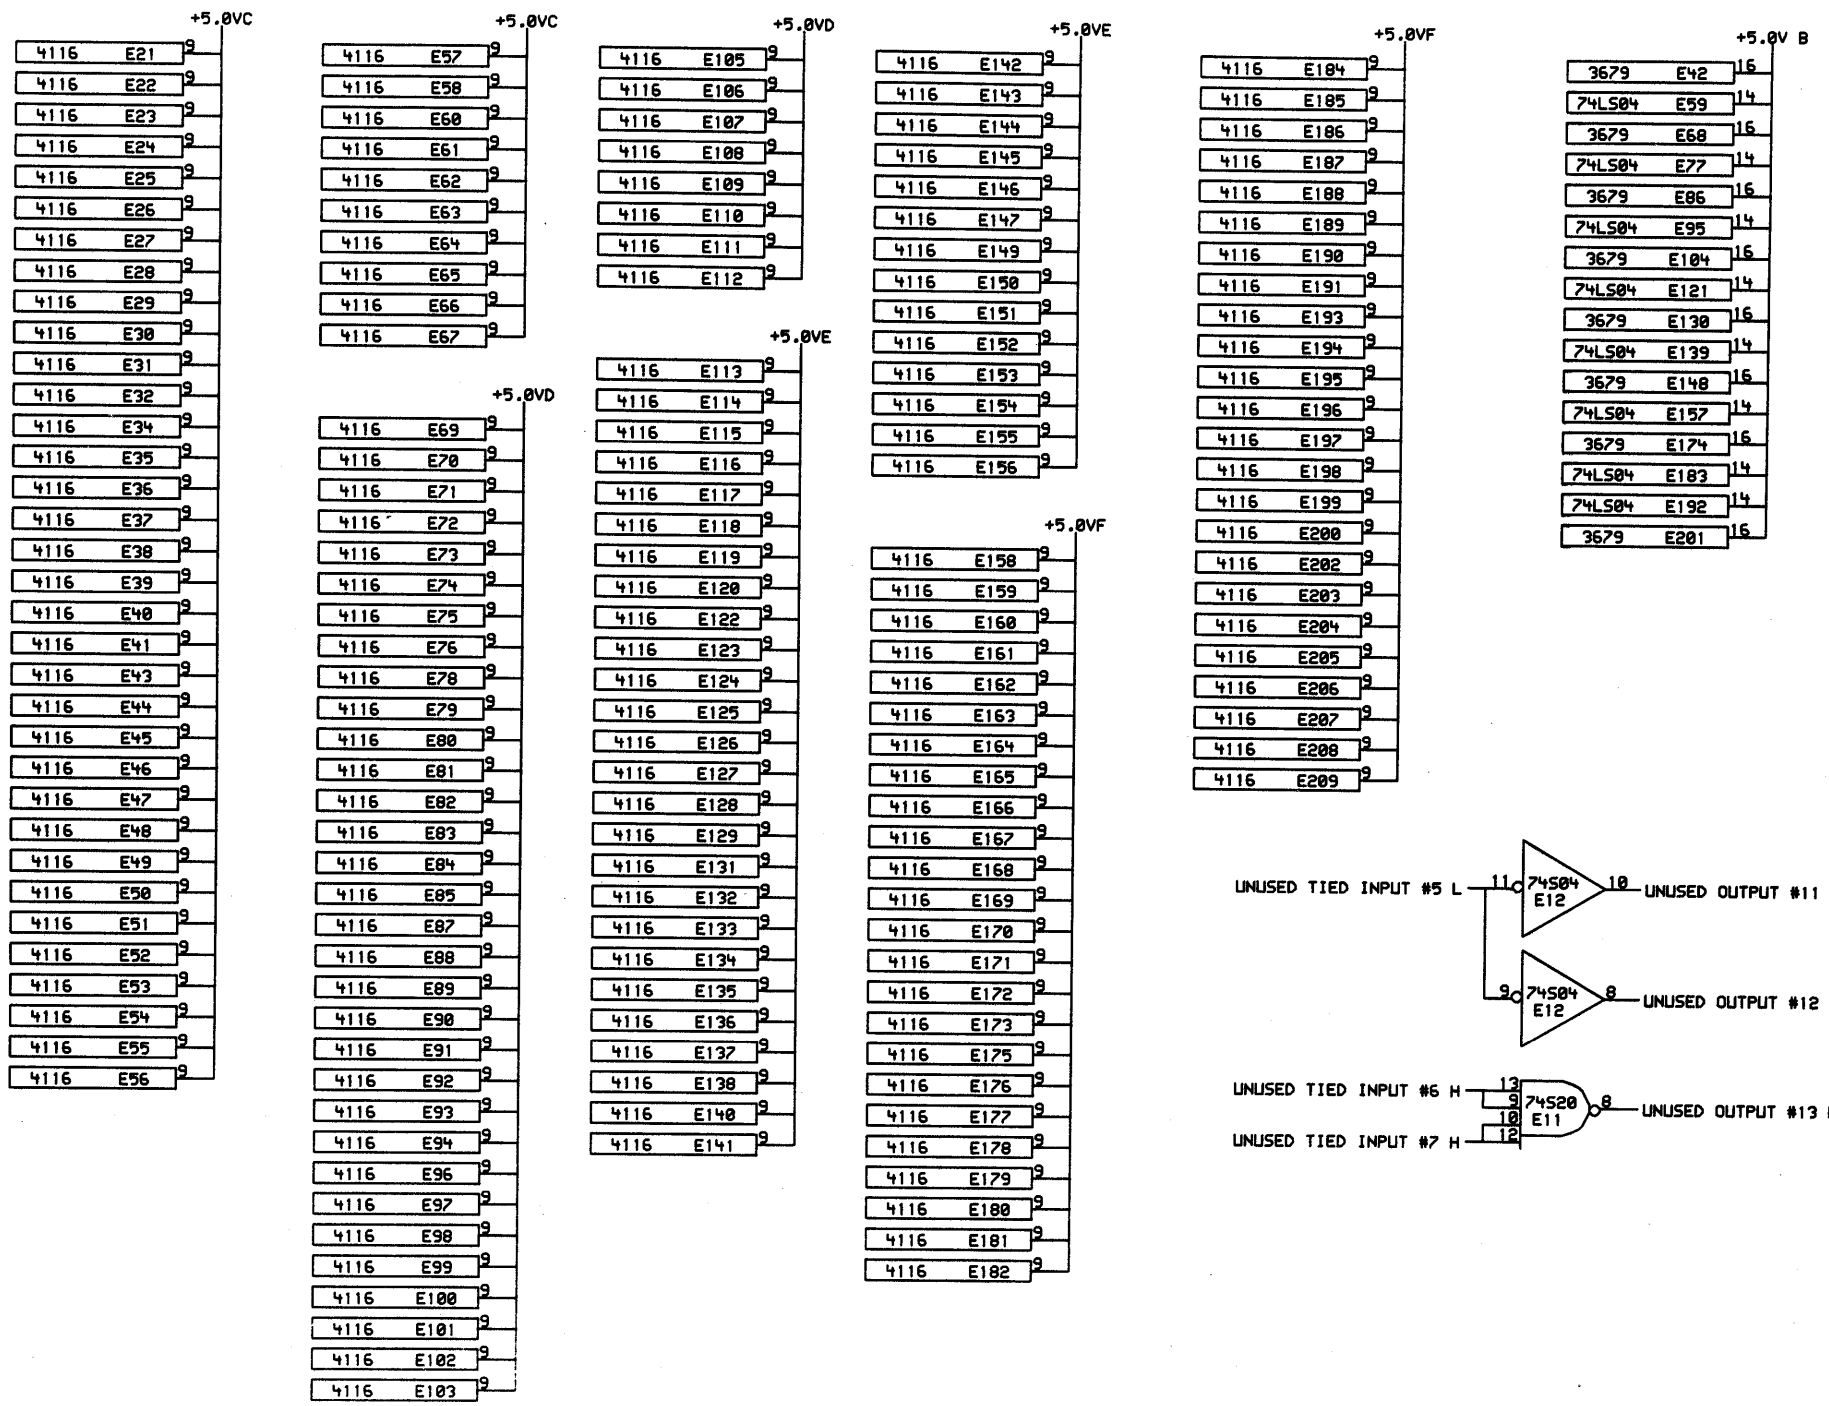 +5.0VC
4116 E21 9
4116 E22 9
4116 E23 9
4116 E24 9
4116 E25 9
4116 E26 9
4116 E27 9
4116 E28 9
4116 E29 9
4116 E30 9
4116 E31 9
4116 E32 9
4116 E34 9
4116 E35 9
4116 E36 9
4116 E37 9
4116 E38 9
4116 E39 9
4116 E40 9
4116 E41 9
4116 E43 9
4116 E44 9
4116 E45 9
4116 E46 9
4116 E47 9
4116 E48 9
4116 E49 9
4116 E50 9
4116 E51 9
4116 E52 9
4116 E53 9
4116 E54 9
4116 E55 9
4116 E56 9
+5.0VC
4116 E57 9
4116 E58 9
4116 E60 9
4116 E61 9
4116 E62 9
4116 E63 9
4116 E64 9
4116 E65 9
4116 E66 9
4116 E67 9
+5.0VD
4116 E69 9
4116 E70 9
4116 E71 9
4116 E72 9
4116 E73 9
4116 E74 9
4116 E75 9
4116 E76 9
4116 E78 9
4116 E79 9
4116 E80 9
4116 E81 9
4116 E82 9
4116 E83 9
4116 E84 9
4116 E85 9
4116 E87 9
4116 E88 9
4116 E89 9
4116 E90 9
4116 E91 9
4116 E92 9
4116 E93 9
4116 E94 9
4116 E96 9
4116 E97 9
4116 E98 9
4116 E99 9
4116 E100 9
4116 E101 9
4116 E102 9
4116 E103 9
+5.0VD
4116 E105 9
4116 E106 9
4116 E107 9
4116 E108 9
4116 E109 9
4116 E110 9
4116 E111 9
4116 E112 9
+5.0VE
4116 E113 9
4116 E114 9
4116 E115 9
4116 E116 9
4116 E117 9
4116 E118 9
4116 E119 9
4116 E120 9
4116 E122 9
4116 E123 9
4116 E124 9
4116 E125 9
4116 E126 9
4116 E127 9
4116 E128 9
4116 E129 9
4116 E131 9
4116 E132 9
4116 E133 9
4116 E134 9
4116 E135 9
4116 E136 9
4116 E137 9
4116 E138 9
4116 E140 9
4116 E141 9
+5.0VE
4116 E142 9
4116 E143 9
4116 E144 9
4116 E145 9
4116 E146 9
4116 E147 9
4116 E149 9
4116 E150 9
4116 E151 9
4116 E152 9
4116 E153 9
4116 E154 9
4116 E155 9
4116 E156 9
+5.0VF
4116 E158 9
4116 E159 9
4116 E160 9
4116 E161 9
4116 E162 9
4116 E163 9
4116 E164 9
4116 E165 9
4116 E166 9
4116 E167 9
4116 E168 9
4116 E169 9
4116 E170 9
4116 E171 9
4116 E172 9
4116 E173 9
4116 E175 9
4116 E176 9
4116 E177 9
4116 E178 9
4116 E179 9
4116 E180 9
4116 E181 9
4116 E182 9
+5.0VF
4116 E184 9
4116 E185 9
4116 E186 9
4116 E187 9
4116 E188 9
4116 E189 9
4116 E190 9
4116 E191 9
4116 E193 9
4116 E194 9
4116 E195 9
4116 E196 9
4116 E197 9
4116 E198 9
4116 E199 9
4116 E200 9
4116 E202 9
4116 E203 9
4116 E204 9
4116 E205 9
4116 E206 9
4116 E207 9
4116 E208 9
4116 E209 9
+5.0V B
3679 E42 16
74LS04 E59 14
3679 E68 16
74LS04 E77 14
3679 E86 16
74LS04 E95 14
3679 E104 16
74LS04 E121 14
3679 E130 16
74LS04 E139 14
3679 E148 16
74LS04 E157 14
3679 E174 16
74LS04 E183 14
74LS04 E192 14
3679 E201 16
UNUSED TIED INPUT #5 L 11 74S04 10 UNUSED OUTPUT #11
E12
9 74S04 8 UNUSED OUTPUT #12
E12
UNUSED TIED INPUT #6 H 13
9 74S20 8 UNUSED OUTPUT #13
10 E11
UNUSED TIED INPUT #7 H 12